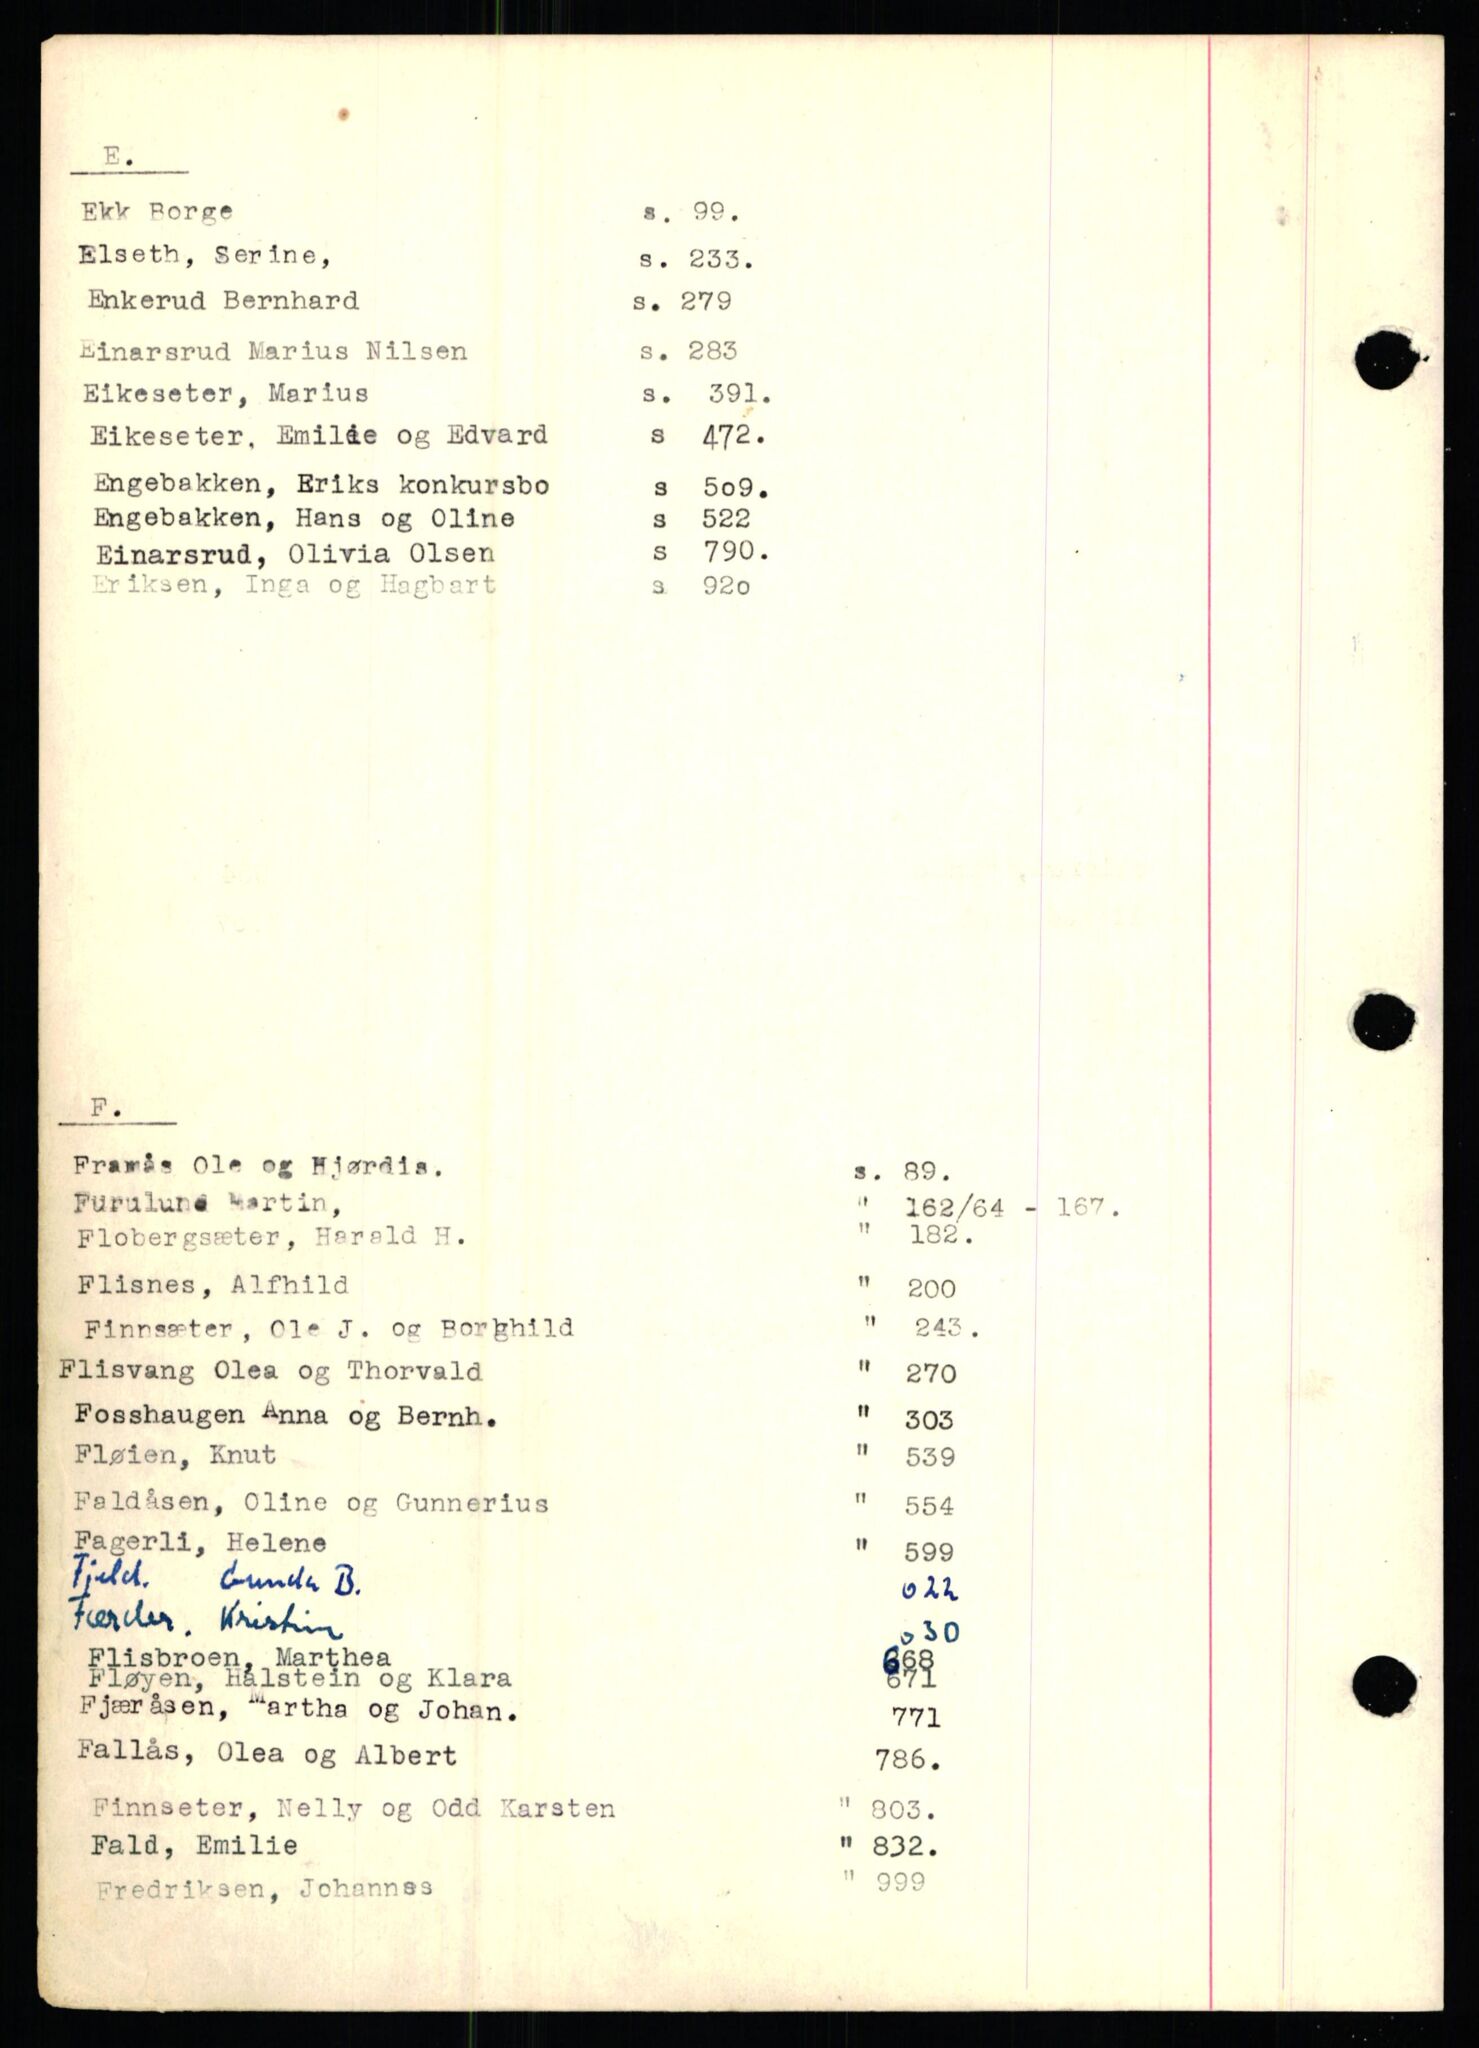 E.
Ekk Borge s. 99.
Elseth, Serine, s. 233.
Enkerud Bernhard s. 279
Einarsrud Marius Nilsen s. 283
Eikeseter, Marius s. 391.
Eikeseter, Emilie og Edvard s 472.
Engebakken, Eriks konkursbo s 509.
Engebakken, Hans og Oline s 522
Einarsrud, Olivia Olsen s 790.
Eriksen, Inga og Hagbart s 920
F.
Framås Ole og Hjørdis. s. 89.
Furulund Martin, " 162/64 - 167.
Flobergsæter, Harald H. " 182.
Flisnes, Alfhild " 200
Finnsæter, Ole J. og Borghild " 243.
Flisvang Olea og Thorvald " 270
Fosshaugen Anna og Bernh. " 303
Fløien, Knut " 539
Faldåsen, Oline og Gunnerius " 554
Fagerli, Helene " 599
Fjeld. Gunda B. 022
Færder. Kristin 030
Flisbroen, Marthea 668
Fløyen, Halstein og Klara 671
Fjæråsen, Martha og Johan. 771
Fallås, Olea og Albert 786.
Finnseter, Nelly og Odd Karsten " 803.
Fald, Emilie " 832.
Fredriksen, Johannes " 999